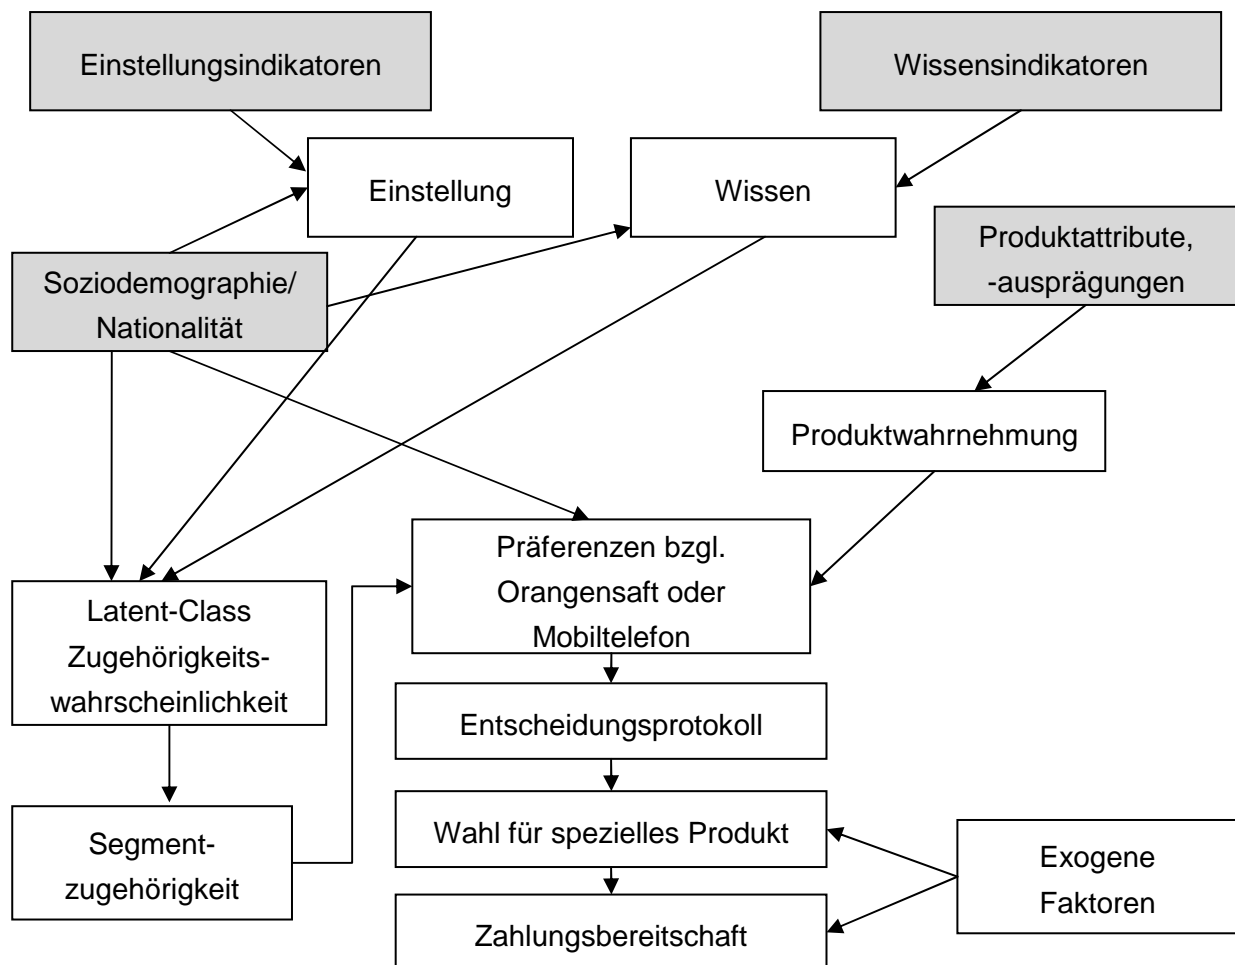 Einstellungsindikatoren
Wissensindikatoren
Einstellung
Wissen
Produktattribute,
-ausprägungen
Soziodemographie/
Nationalität
Produktwahrnehmung
Präferenzen bzgl.
Orangensaft oder
Mobiltelefon
Latent-Class
Zugehörigkeits-
wahrscheinlichkeit
Entscheidungsprotokoll
Wahl für spezielles Produkt
Segment-
zugehörigkeit
Exogene
Faktoren
Zahlungsbereitschaft